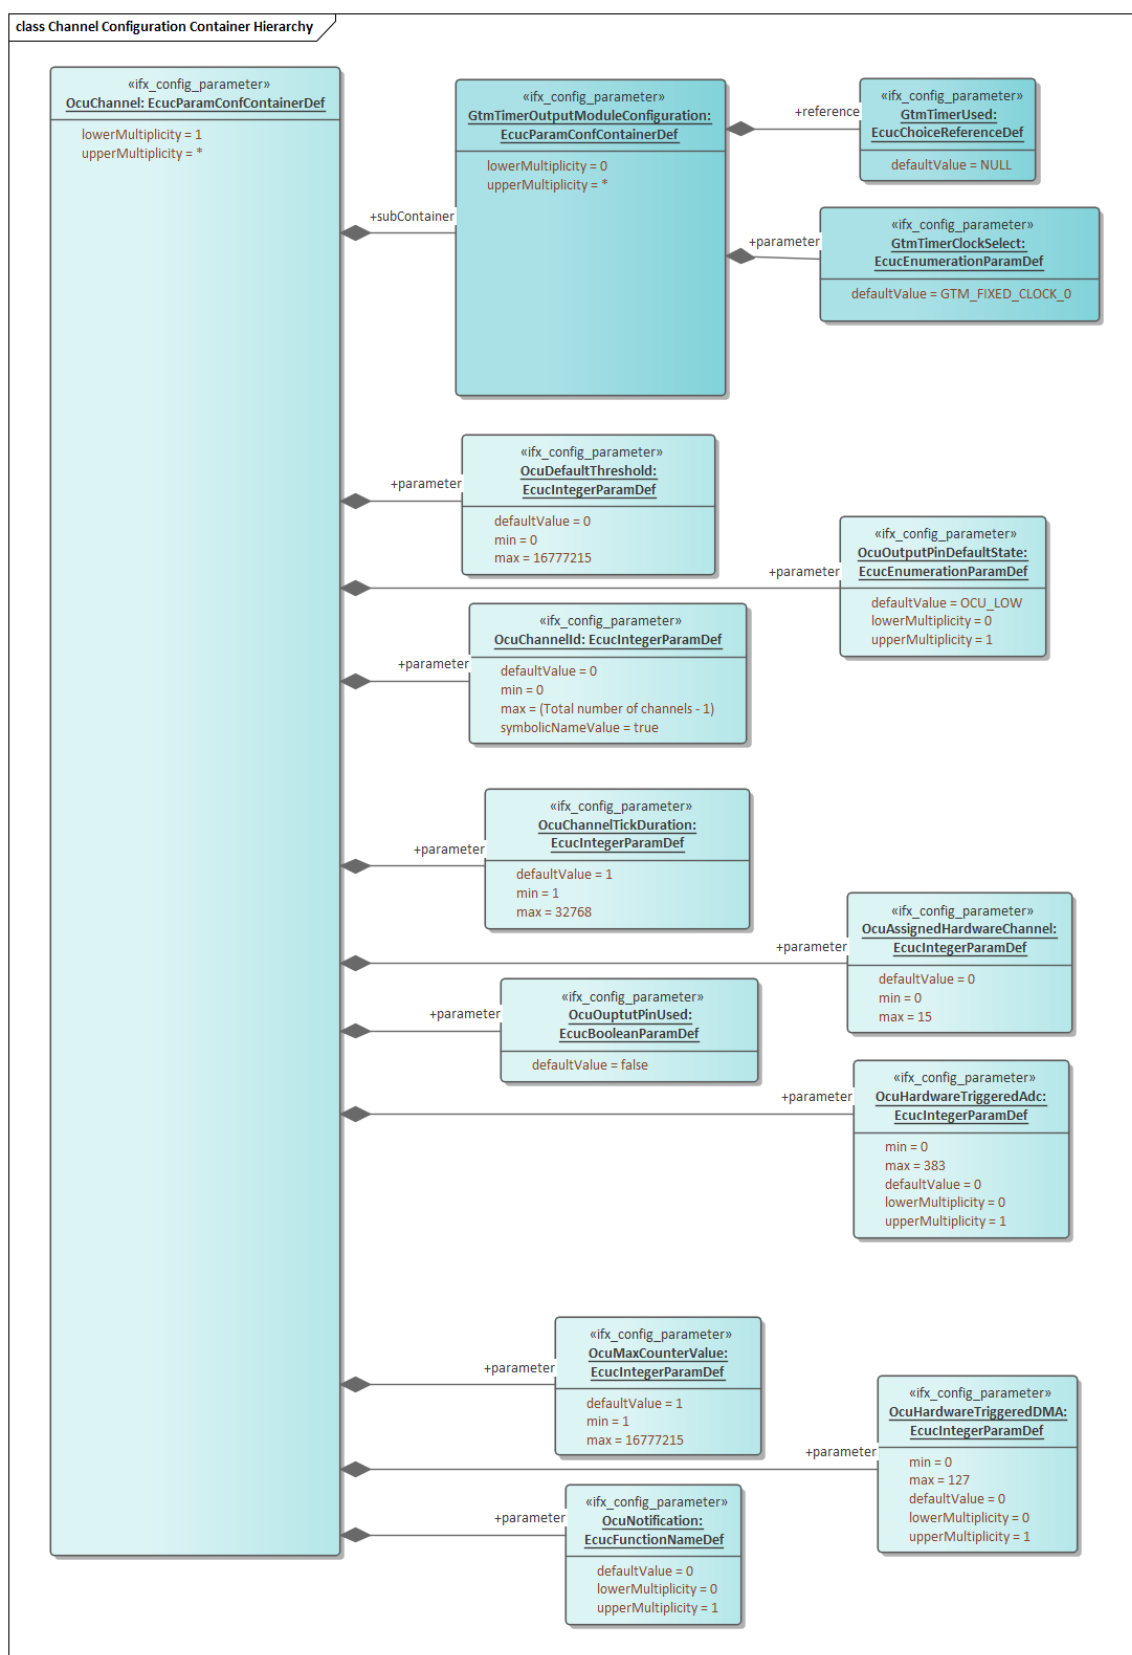 class Channel Configuration Container Hierarchy
«ifx_config_parameter»
OcuChannel: EcucParamConfContainerDef
lowerMultiplicity = 1
upperMultiplicity = *
+subContainer
«ifx_config_parameter»
GtmTimerOutputModuleConfiguration:
EcucParamConfContainerDef
lowerMultiplicity = 0
upperMultiplicity = *
+reference
«ifx_config_parameter»
GtmTimerUsed:
EcucChoiceReferenceDef
defaultValue = NULL
+parameter
«ifx_config_parameter»
GtmTimerClockSelect:
EcucEnumerationParamDef
defaultValue = GTM_FIXED_CLOCK_0
+parameter
«ifx_config_parameter»
OcuDefaultThreshold:
EcucIntegerParamDef
defaultValue = 0
min = 0
max = 16777215
+parameter
«ifx_config_parameter»
OcuOutputPinDefaultState:
EcucEnumerationParamDef
defaultValue = OCU_LOW
lowerMultiplicity = 0
upperMultiplicity = 1
+parameter
«ifx_config_parameter»
OcuChannelId: EcucIntegerParamDef
defaultValue = 0
min = 0
max = (Total number of channels - 1)
symbolicNameValue = true
+parameter
«ifx_config_parameter»
OcuChannelTickDuration:
EcucIntegerParamDef
defaultValue = 1
min = 1
max = 32768
+parameter
«ifx_config_parameter»
OcuAssignedHardwareChannel:
EcucIntegerParamDef
defaultValue = 0
min = 0
max = 15
+parameter
«ifx_config_parameter»
OcuOuptutPinUsed:
EcucBooleanParamDef
defaultValue = false
+parameter
«ifx_config_parameter»
OcuHardwareTriggeredAdc:
EcucIntegerParamDef
min = 0
max = 383
defaultValue = 0
lowerMultiplicity = 0
upperMultiplicity = 1
+parameter
«ifx_config_parameter»
OcuMaxCounterValue:
EcucIntegerParamDef
defaultValue = 1
min = 1
max = 16777215
+parameter
«ifx_config_parameter»
OcuHardwareTriggeredDMA:
EcucIntegerParamDef
min = 0
max = 127
defaultValue = 0
lowerMultiplicity = 0
upperMultiplicity = 1
+parameter
«ifx_config_parameter»
OcuNotification:
EcucFunctionNameDef
defaultValue = 0
lowerMultiplicity = 0
upperMultiplicity = 1